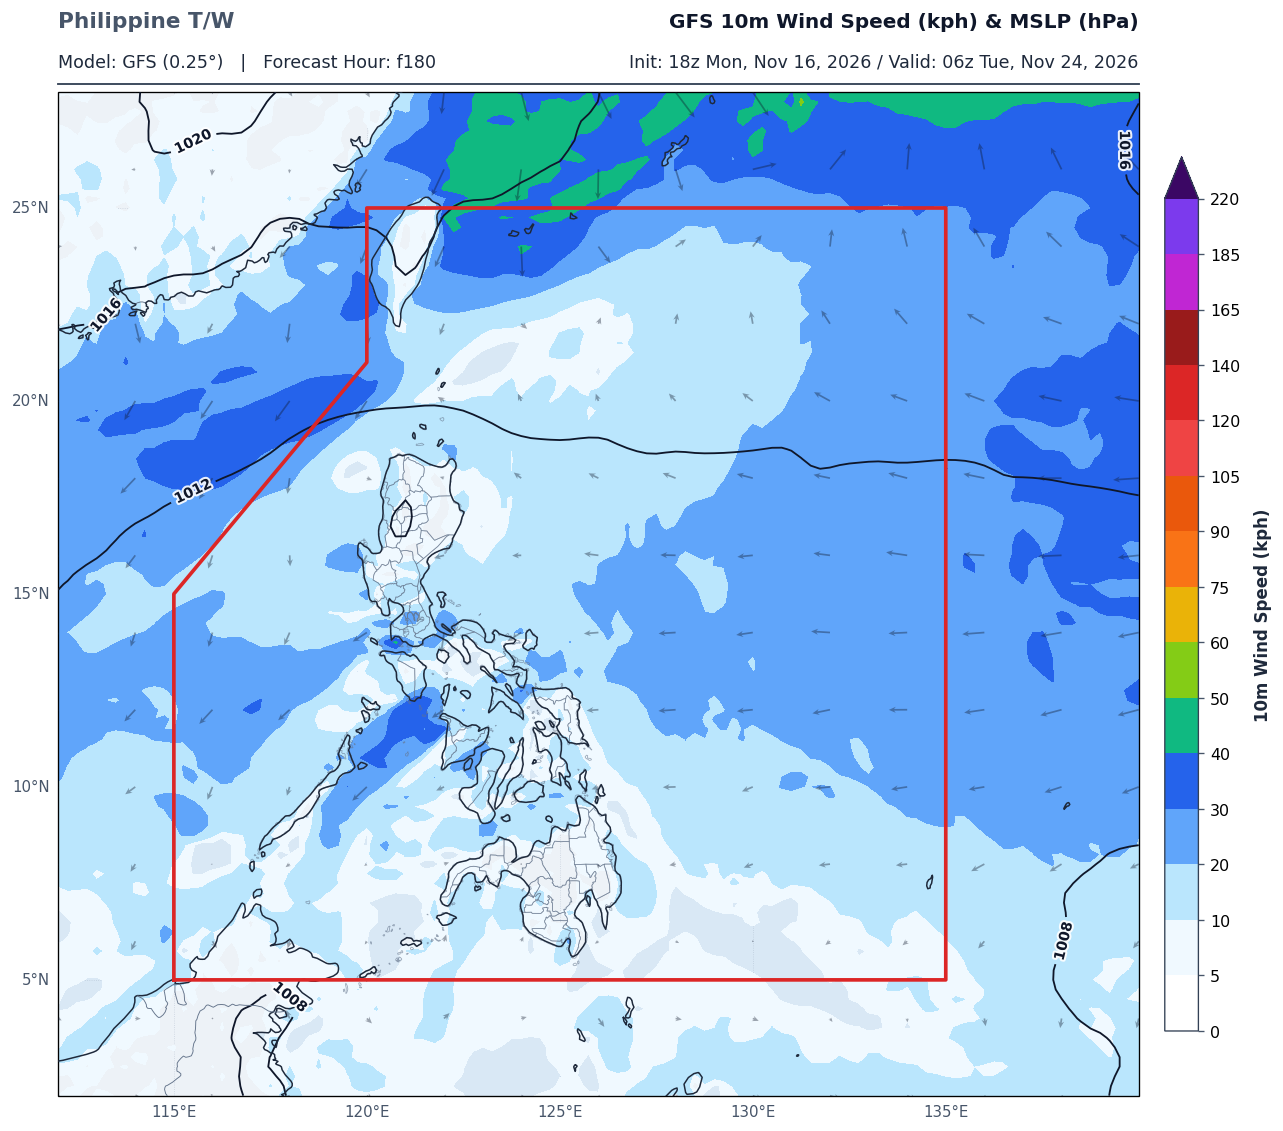 Philippine T/W
GFS 10m Wind Speed (kph) & MSLP (hPa)
Model: GFS (0.25°) | Forecast Hour: f180
Init: 18z Mon, Nov 16, 2026 / Valid: 06z Tue, Nov 24, 2026
1020
1016
1016
1012
1008
1008
25°N
20°N
15°N
10°N
5°N
115°E
120°E
125°E
130°E
135°E
220
185
165
140
120
105
90
75
60
50
40
30
20
10
5
0
10m Wind Speed (kph)